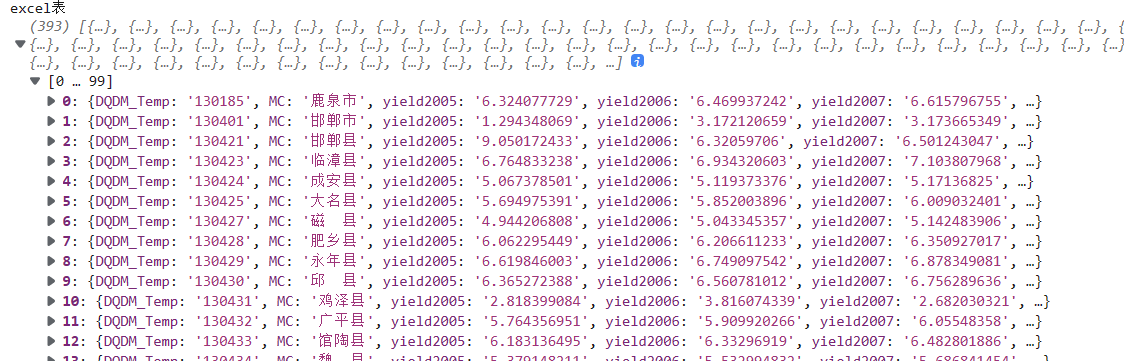 excel表
(393) [{…}, {…}, {…}, {…}, {…}, {…}, {…}, {…}, {…}, {…}, {…}, {…}, {…}, {…}, {…}, {…}, {…}, {…}, {…}, {…}, {…}, {…}, {…}, {…}, {…}, {
{…}, {…}, {…}, {…}, {…}, {…}, {…}, {…}, {…}, {…}, {…}, {…}, {…}, {…}, {…}, {…}, {…}, {…}, {…}, {…}, {…}, {…}, {…}, {…}, {…}, {…}
{…}, {…}, {…}, {…}, {…}, {…}, {…}, {…}, {…}, {…}, {…}, {…}, {…}, {…}, …] i
[0 … 99]
0: {DQDM_Temp: '130185', MC: '鹿泉市', yield2005: '6.324077729', yield2006: '6.469937242', yield2007: '6.615796755', …}
1: {DQDM_Temp: '130401', MC: '邯郸市', yield2005: '1.294348069', yield2006: '3.172120659', yield2007: '3.173665349', …}
2: {DQDM_Temp: '130421', MC: '邯郸县', yield2005: '9.050172433', yield2006: '6.32059706', yield2007: '6.501243047', …}
3: {DQDM_Temp: '130423', MC: '临漳县', yield2005: '6.764833238', yield2006: '6.934320603', yield2007: '7.103807968', …}
4: {DQDM_Temp: '130424', MC: '成安县', yield2005: '5.067378501', yield2006: '5.119373376', yield2007: '5.17136825', …}
5: {DQDM_Temp: '130425', MC: '大名县', yield2005: '5.694975391', yield2006: '5.852003896', yield2007: '6.009032401', …}
6: {DQDM_Temp: '130427', MC: '磁　县', yield2005: '4.944206808', yield2006: '5.043345357', yield2007: '5.142483906', …}
7: {DQDM_Temp: '130428', MC: '肥乡县', yield2005: '6.062295449', yield2006: '6.206611233', yield2007: '6.350927017', …}
8: {DQDM_Temp: '130429', MC: '永年县', yield2005: '6.619846003', yield2006: '6.749097542', yield2007: '6.878349081', …}
9: {DQDM_Temp: '130430', MC: '邱　县', yield2005: '6.365272388', yield2006: '6.560781012', yield2007: '6.756289636', …}
10: {DQDM_Temp: '130431', MC: '鸡泽县', yield2005: '2.818399084', yield2006: '3.816074339', yield2007: '2.682030321', …}
11: {DQDM_Temp: '130432', MC: '广平县', yield2005: '5.764356951', yield2006: '5.909920266', yield2007: '6.05548358', …}
12: {DQDM_Temp: '130433', MC: '馆陶县', yield2005: '6.183136495', yield2006: '6.33296919', yield2007: '6.482801886', …}
13: {DQDM_Temp: '130434', MC: '魏　县', yield2005: '5.379148211', yield2006: '5.532994832', yield2007: '5.686841454', …}